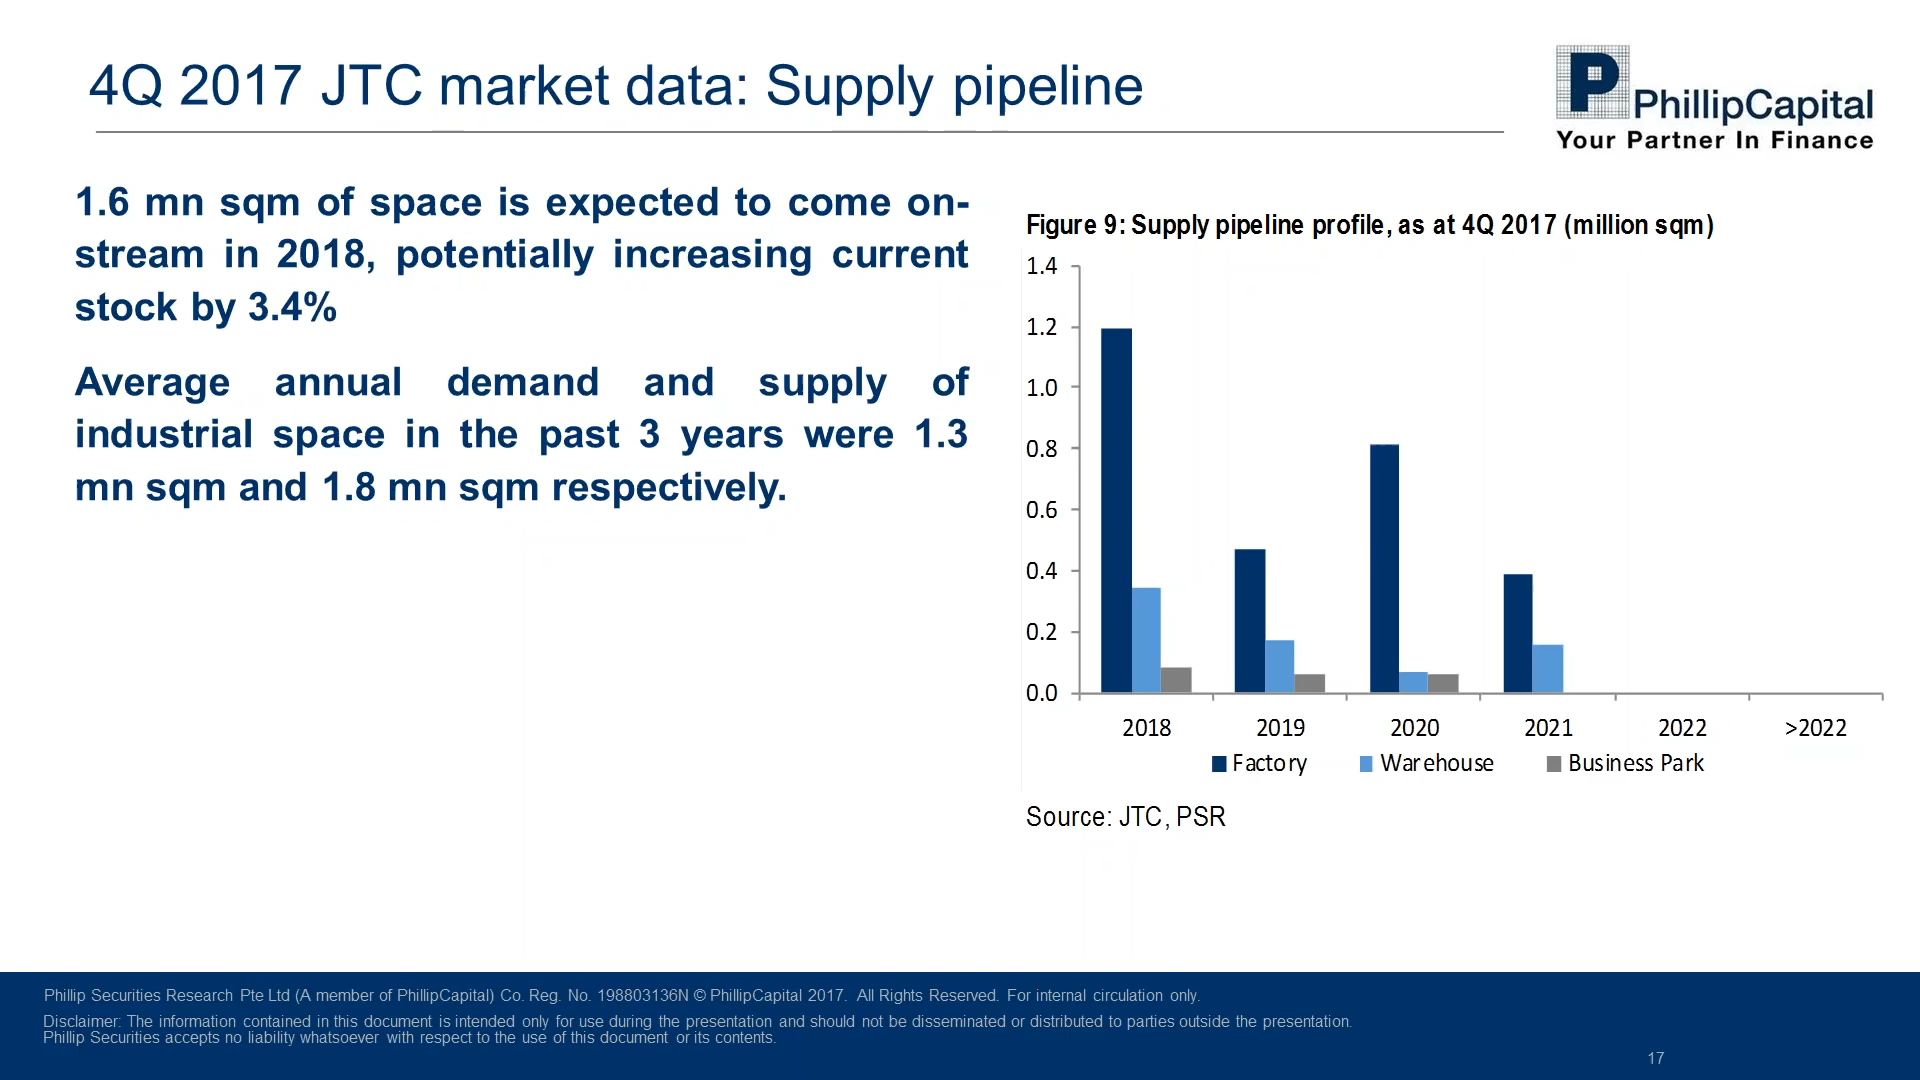 4Q 2017 JTC market data: Supply pipeline
P
PhillipCapital
Your Partner In Finance
1.6 mn sqm of space is expected to come on-
stream in 2018, potentially increasing current
stock by 3.4%
Average annual demand and supply of
industrial space in the past 3 years were 1.3
mn sqm and 1.8 mn sqm respectively.
Figure 9: Supply pipeline profile, as at 4Q 2017 (million sqm)
1.4
1.2
1.0
0.8
0.6
0.4
0.2
0.0
2018 2019 2020 2021 2022 >2022
Factory Warehouse Business Park
Source: JTC, PSR
Phillip Securities Research Pte Ltd (A member of PhillipCapital) Co. Reg. No. 198803136N © PhillipCapital 2017. All Rights Reserved. For internal circulation only.
Disclaimer: The information contained in this document is intended only for use during the presentation and should not be disseminated or distributed to parties outside the presentation.
Phillip Securities accepts no liability whatsoever with respect to the use of this document or its contents.
17